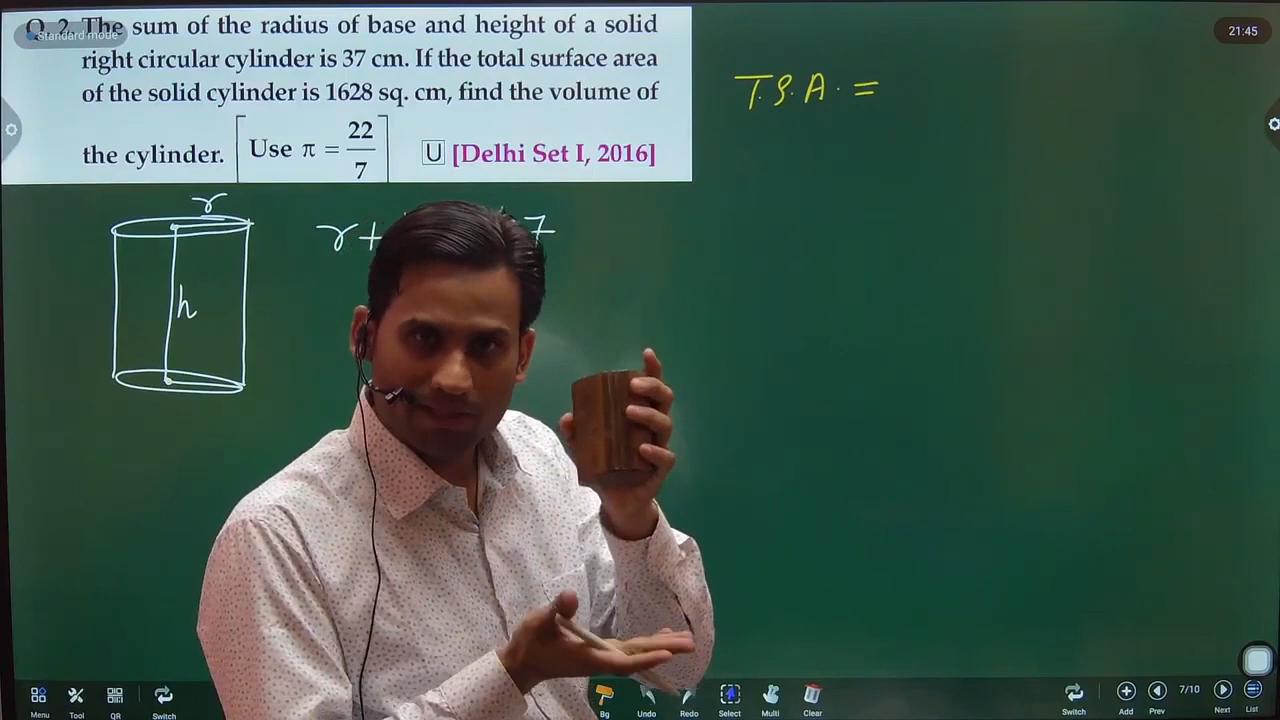 Q. 2. The sum of the radius of base and height of a solid
Standard mode
right circular cylinder is 37 cm. If the total surface area
of the solid cylinder is 1628 sq. cm, find the volume of
the cylinder. [Use π = 22/7] U [Delhi Set I, 2016]
21:45
T.S.A. =
r
r+ 7
h
Menu Tool QR Switch Bg Undo Redo Select Multi Clear Switch Add Prev 7/10 Next List